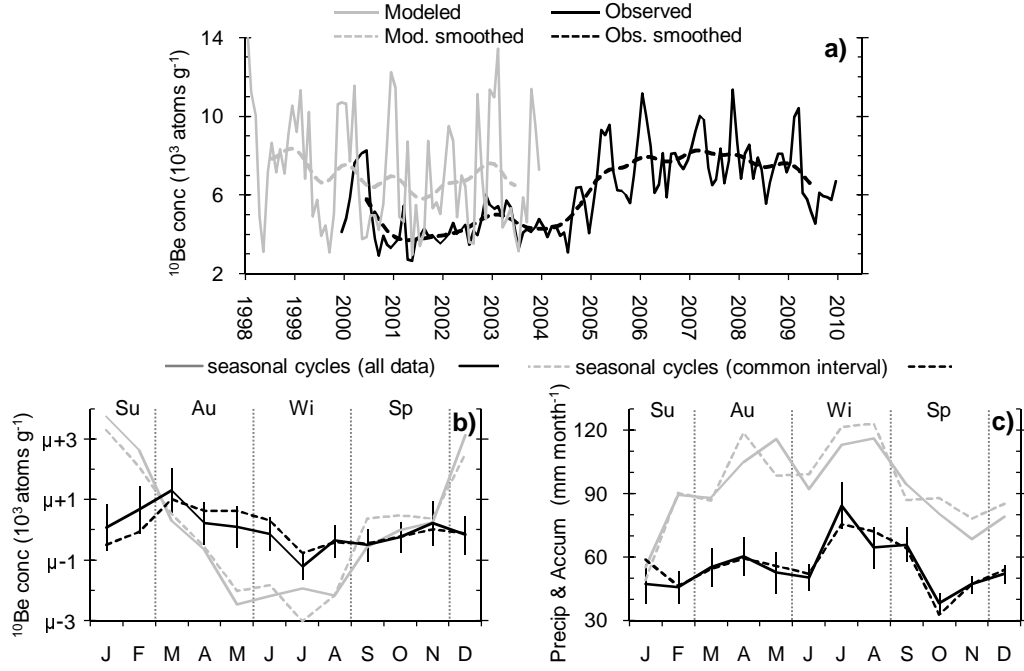 Modeled Observed
Mod. smoothed Obs. smoothed
a)
14
10
6
2
¹⁰Be conc (10³ atoms g⁻¹)
1998 1999 2000 2001 2002 2003 2004 2005 2006 2007 2008 2009 2010
seasonal cycles (all data) seasonal cycles (common interval)
b)
Su Au Wi Sp
μ+3
μ+1
μ-1
μ-3
¹⁰Be conc (10³ atoms g⁻¹)
J F M A M J J A S O N D
c)
Su Au Wi Sp
120
90
60
30
Precip & Accum (mm month⁻¹)
J F M A M J J A S O N D